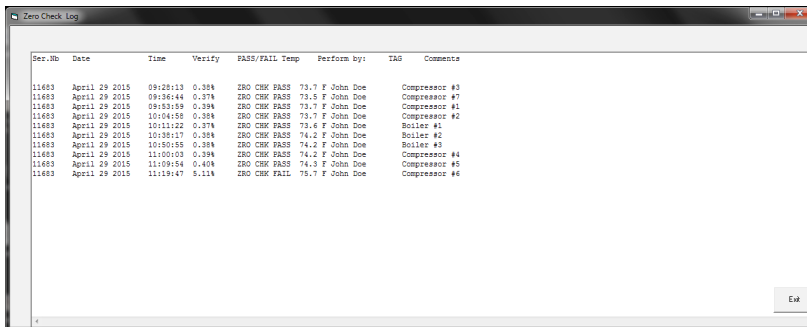 Zero Check Log
Ser.Nb Date Time Verify PASS/FAIL Temp Perform by: TAG Comments
11683 April 29 2015 09:28:13 0.38% ZRO CHK PASS 73.7 F John Doe Compressor #3
11683 April 29 2015 09:36:44 0.37% ZRO CHK PASS 73.5 F John Doe Compressor #7
11683 April 29 2015 09:53:59 0.39% ZRO CHK PASS 73.7 F John Doe Compressor #1
11683 April 29 2015 10:04:58 0.38% ZRO CHK PASS 73.7 F John Doe Compressor #2
11683 April 29 2015 10:11:22 0.37% ZRO CHK PASS 73.6 F John Doe Boiler #1
11683 April 29 2015 10:38:17 0.38% ZRO CHK PASS 74.2 F John Doe Boiler #2
11683 April 29 2015 10:50:55 0.38% ZRO CHK PASS 74.2 F John Doe Boiler #3
11683 April 29 2015 11:00:03 0.39% ZRO CHK PASS 74.2 F John Doe Compressor #4
11683 April 29 2015 11:09:54 0.40% ZRO CHK PASS 74.3 F John Doe Compressor #5
11683 April 29 2015 11:19:47 5.11% ZRO CHK FAIL 75.7 F John Doe Compressor #6
Exit